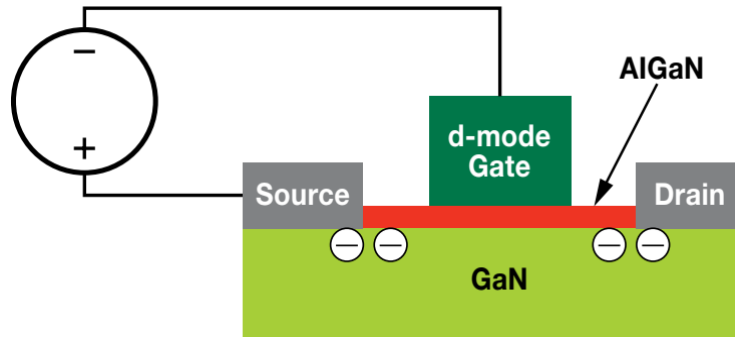 −
AlGaN
d-mode
Gate
+
Source
Drain
− − − −
GaN